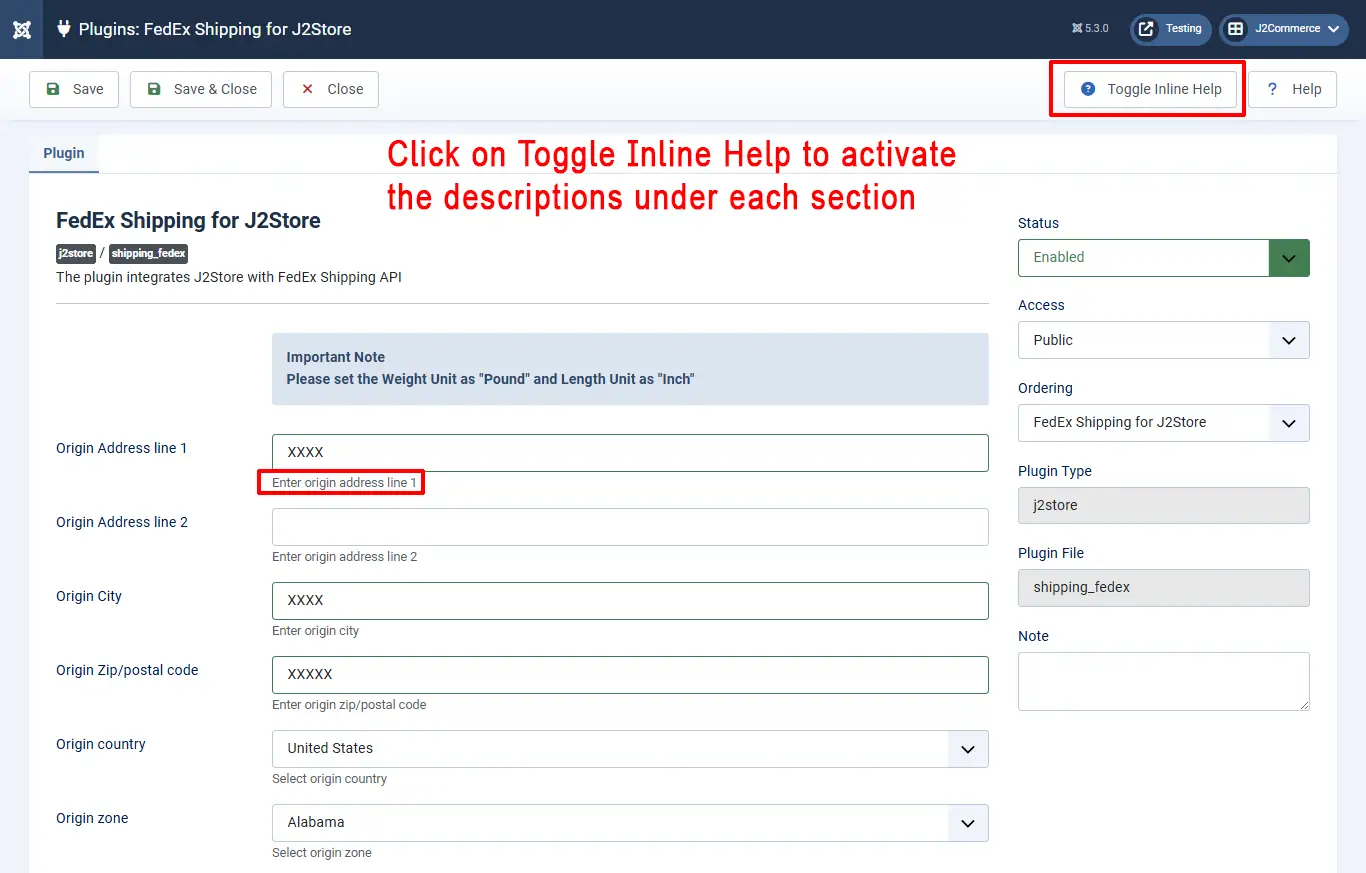 Plugins: FedEx Shipping for J2Store
5.3.0
Testing
J2Commerce
Save
Save & Close
Close
Toggle Inline Help
Help
Plugin
Click on Toggle Inline Help to activate
the descriptions under each section
FedEx Shipping for J2Store
j2store / shipping_fedex
The plugin integrates J2Store with FedEx Shipping API
Important Note
Please set the Weight Unit as "Pound" and Length Unit as "Inch"
Origin Address line 1
XXXX
Enter origin address line 1
Origin Address line 2
Enter origin address line 2
Origin City
XXXX
Enter origin city
Origin Zip/postal code
XXXXX
Enter origin zip/postal code
Origin country
United States
Select origin country
Origin zone
Alabama
Select origin zone
Status
Enabled
Access
Public
Ordering
FedEx Shipping for J2Store
Plugin Type
j2store
Plugin File
shipping_fedex
Note